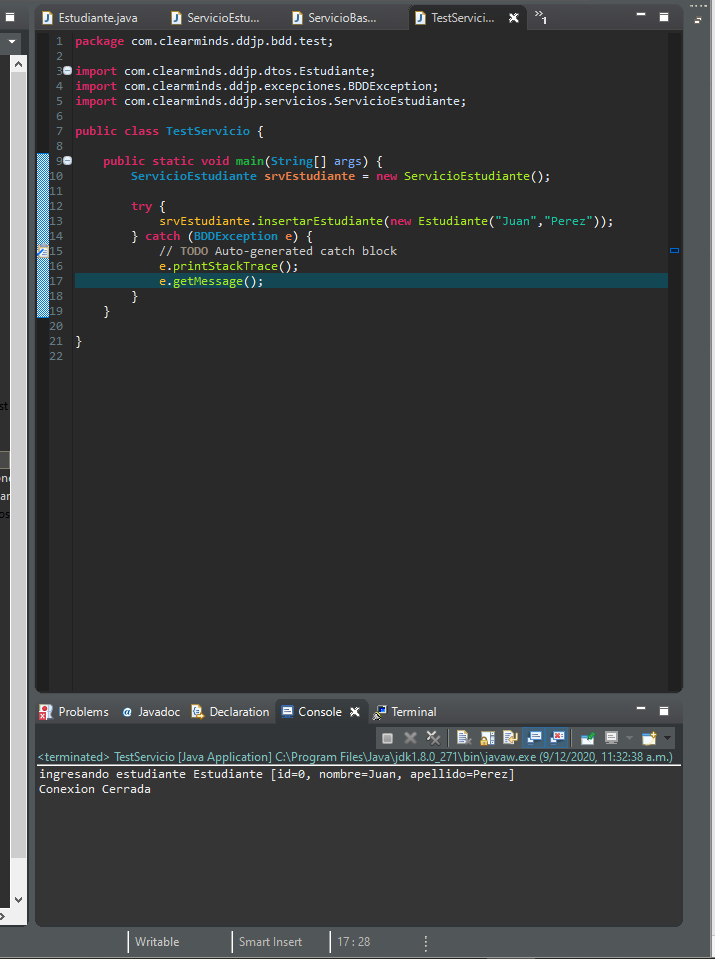 Estudiante.java ServicioEstu... ServicioBas... TestServici... »1
1 package com.clearminds.ddjp.bdd.test;
2
3 import com.clearminds.ddjp.dtos.Estudiante;
4 import com.clearminds.ddjp.excepciones.BDDException;
5 import com.clearminds.ddjp.servicios.ServicioEstudiante;
6
7 public class TestServicio {
8
9 public static void main(String[] args) {
10 ServicioEstudiante srvEstudiante = new ServicioEstudiante();
11
12 try {
13 srvEstudiante.insertarEstudiante(new Estudiante("Juan","Perez"));
14 } catch (BDDException e) {
15 // TODO Auto-generated catch block
16 e.printStackTrace();
17 e.getMessage();
18 }
19 }
20
21 }
22
Problems Javadoc Declaration Console Terminal
<terminated> TestServicio [Java Application] C:\Program Files\Java\jdk1.8.0_271\bin\javaw.exe (9/12/2020, 11:32:38 a.m.)
ingresando estudiante Estudiante [id=0, nombre=Juan, apellido=Perez]
Conexion Cerrada
Writable Smart Insert 17 : 28